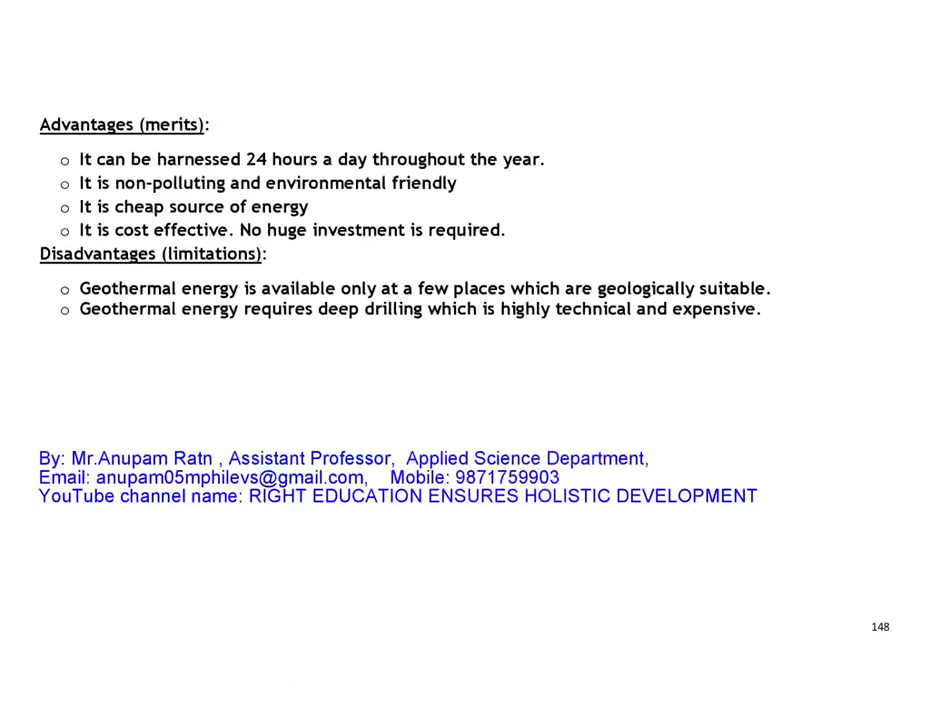 Advantages (merits):
o It can be harnessed 24 hours a day throughout the year.
o It is non-polluting and environmental friendly
o It is cheap source of energy
o It is cost effective. No huge investment is required.
Disadvantages (limitations):
o Geothermal energy is available only at a few places which are geologically suitable.
o Geothermal energy requires deep drilling which is highly technical and expensive.
By: Mr.Anupam Ratn , Assistant Professor, Applied Science Department,
Email: anupam05mphilevs@gmail.com, Mobile: 9871759903
YouTube channel name: RIGHT EDUCATION ENSURES HOLISTIC DEVELOPMENT
148